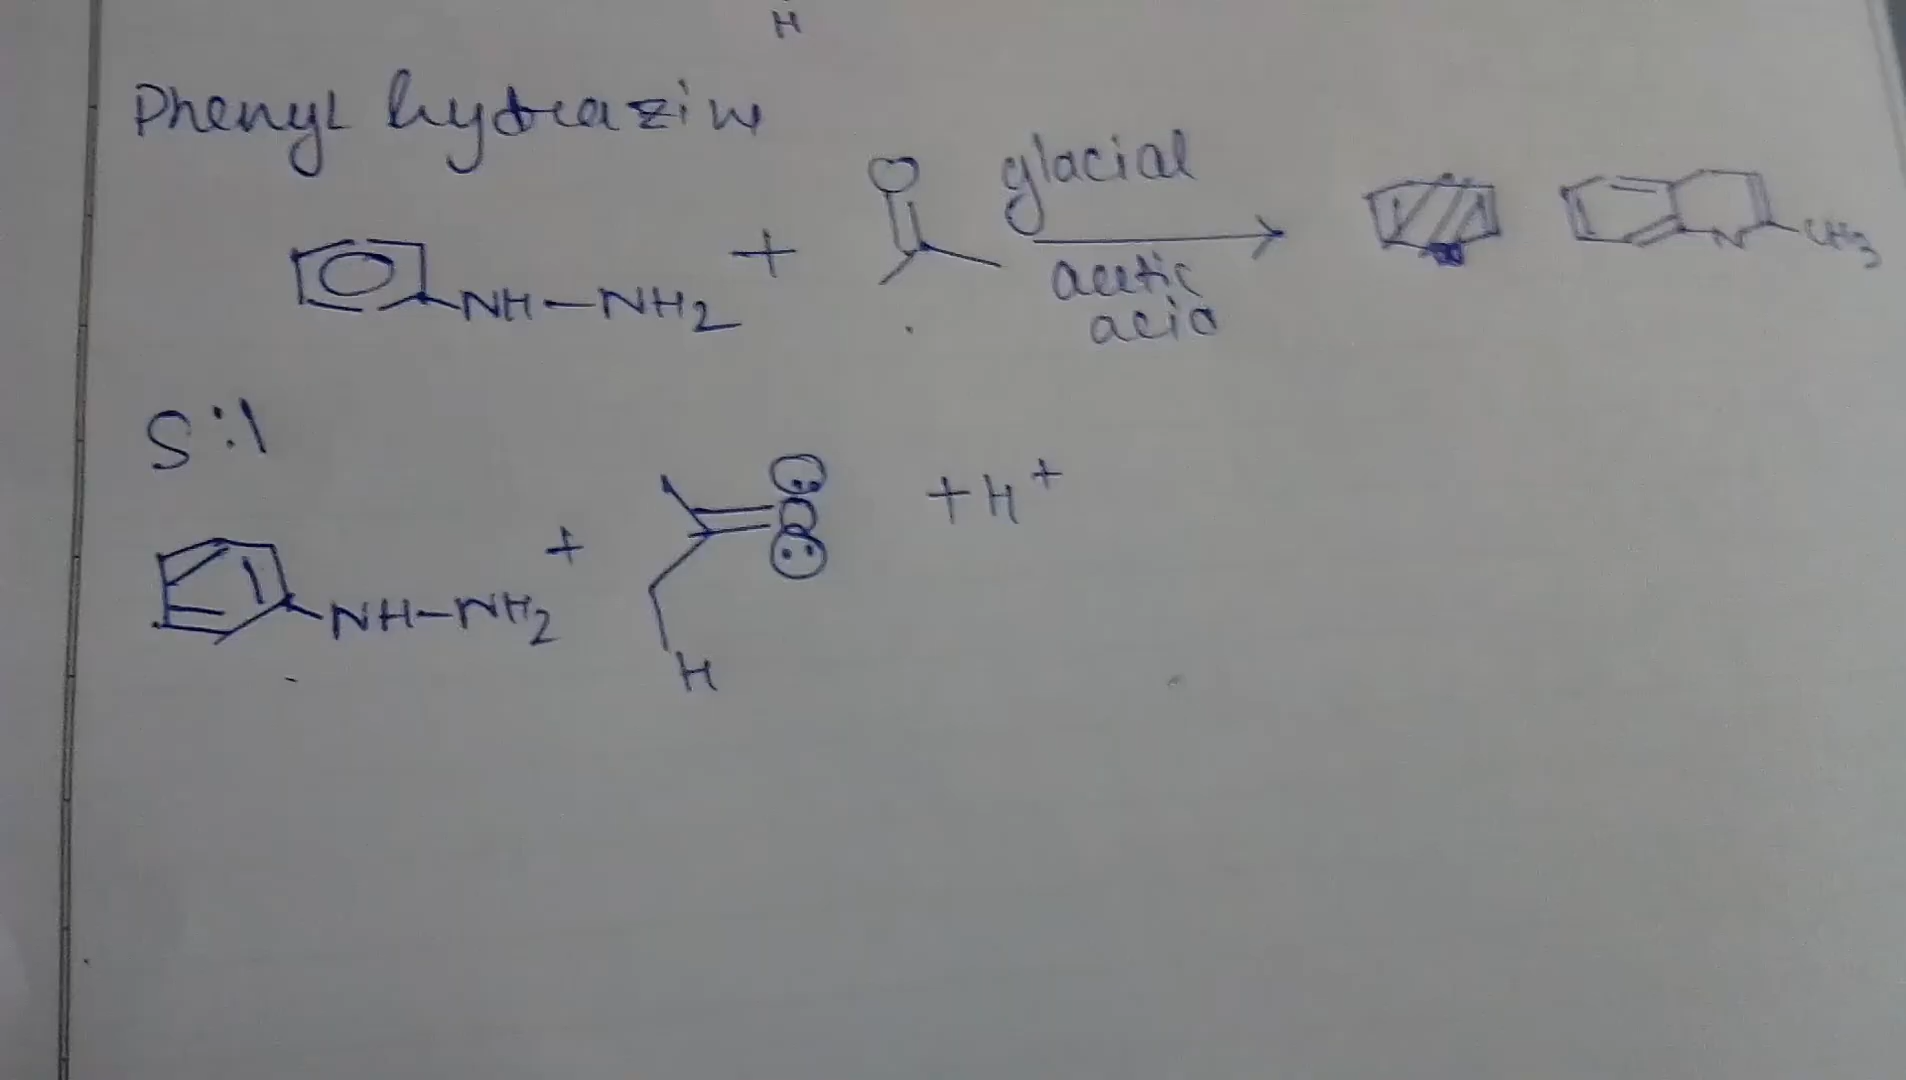 H
Phenyl hydrazine
O
glacial
NH-NH2 + → N CH3
acetic
acid
S:1
NH-NH2 + O + H+
H